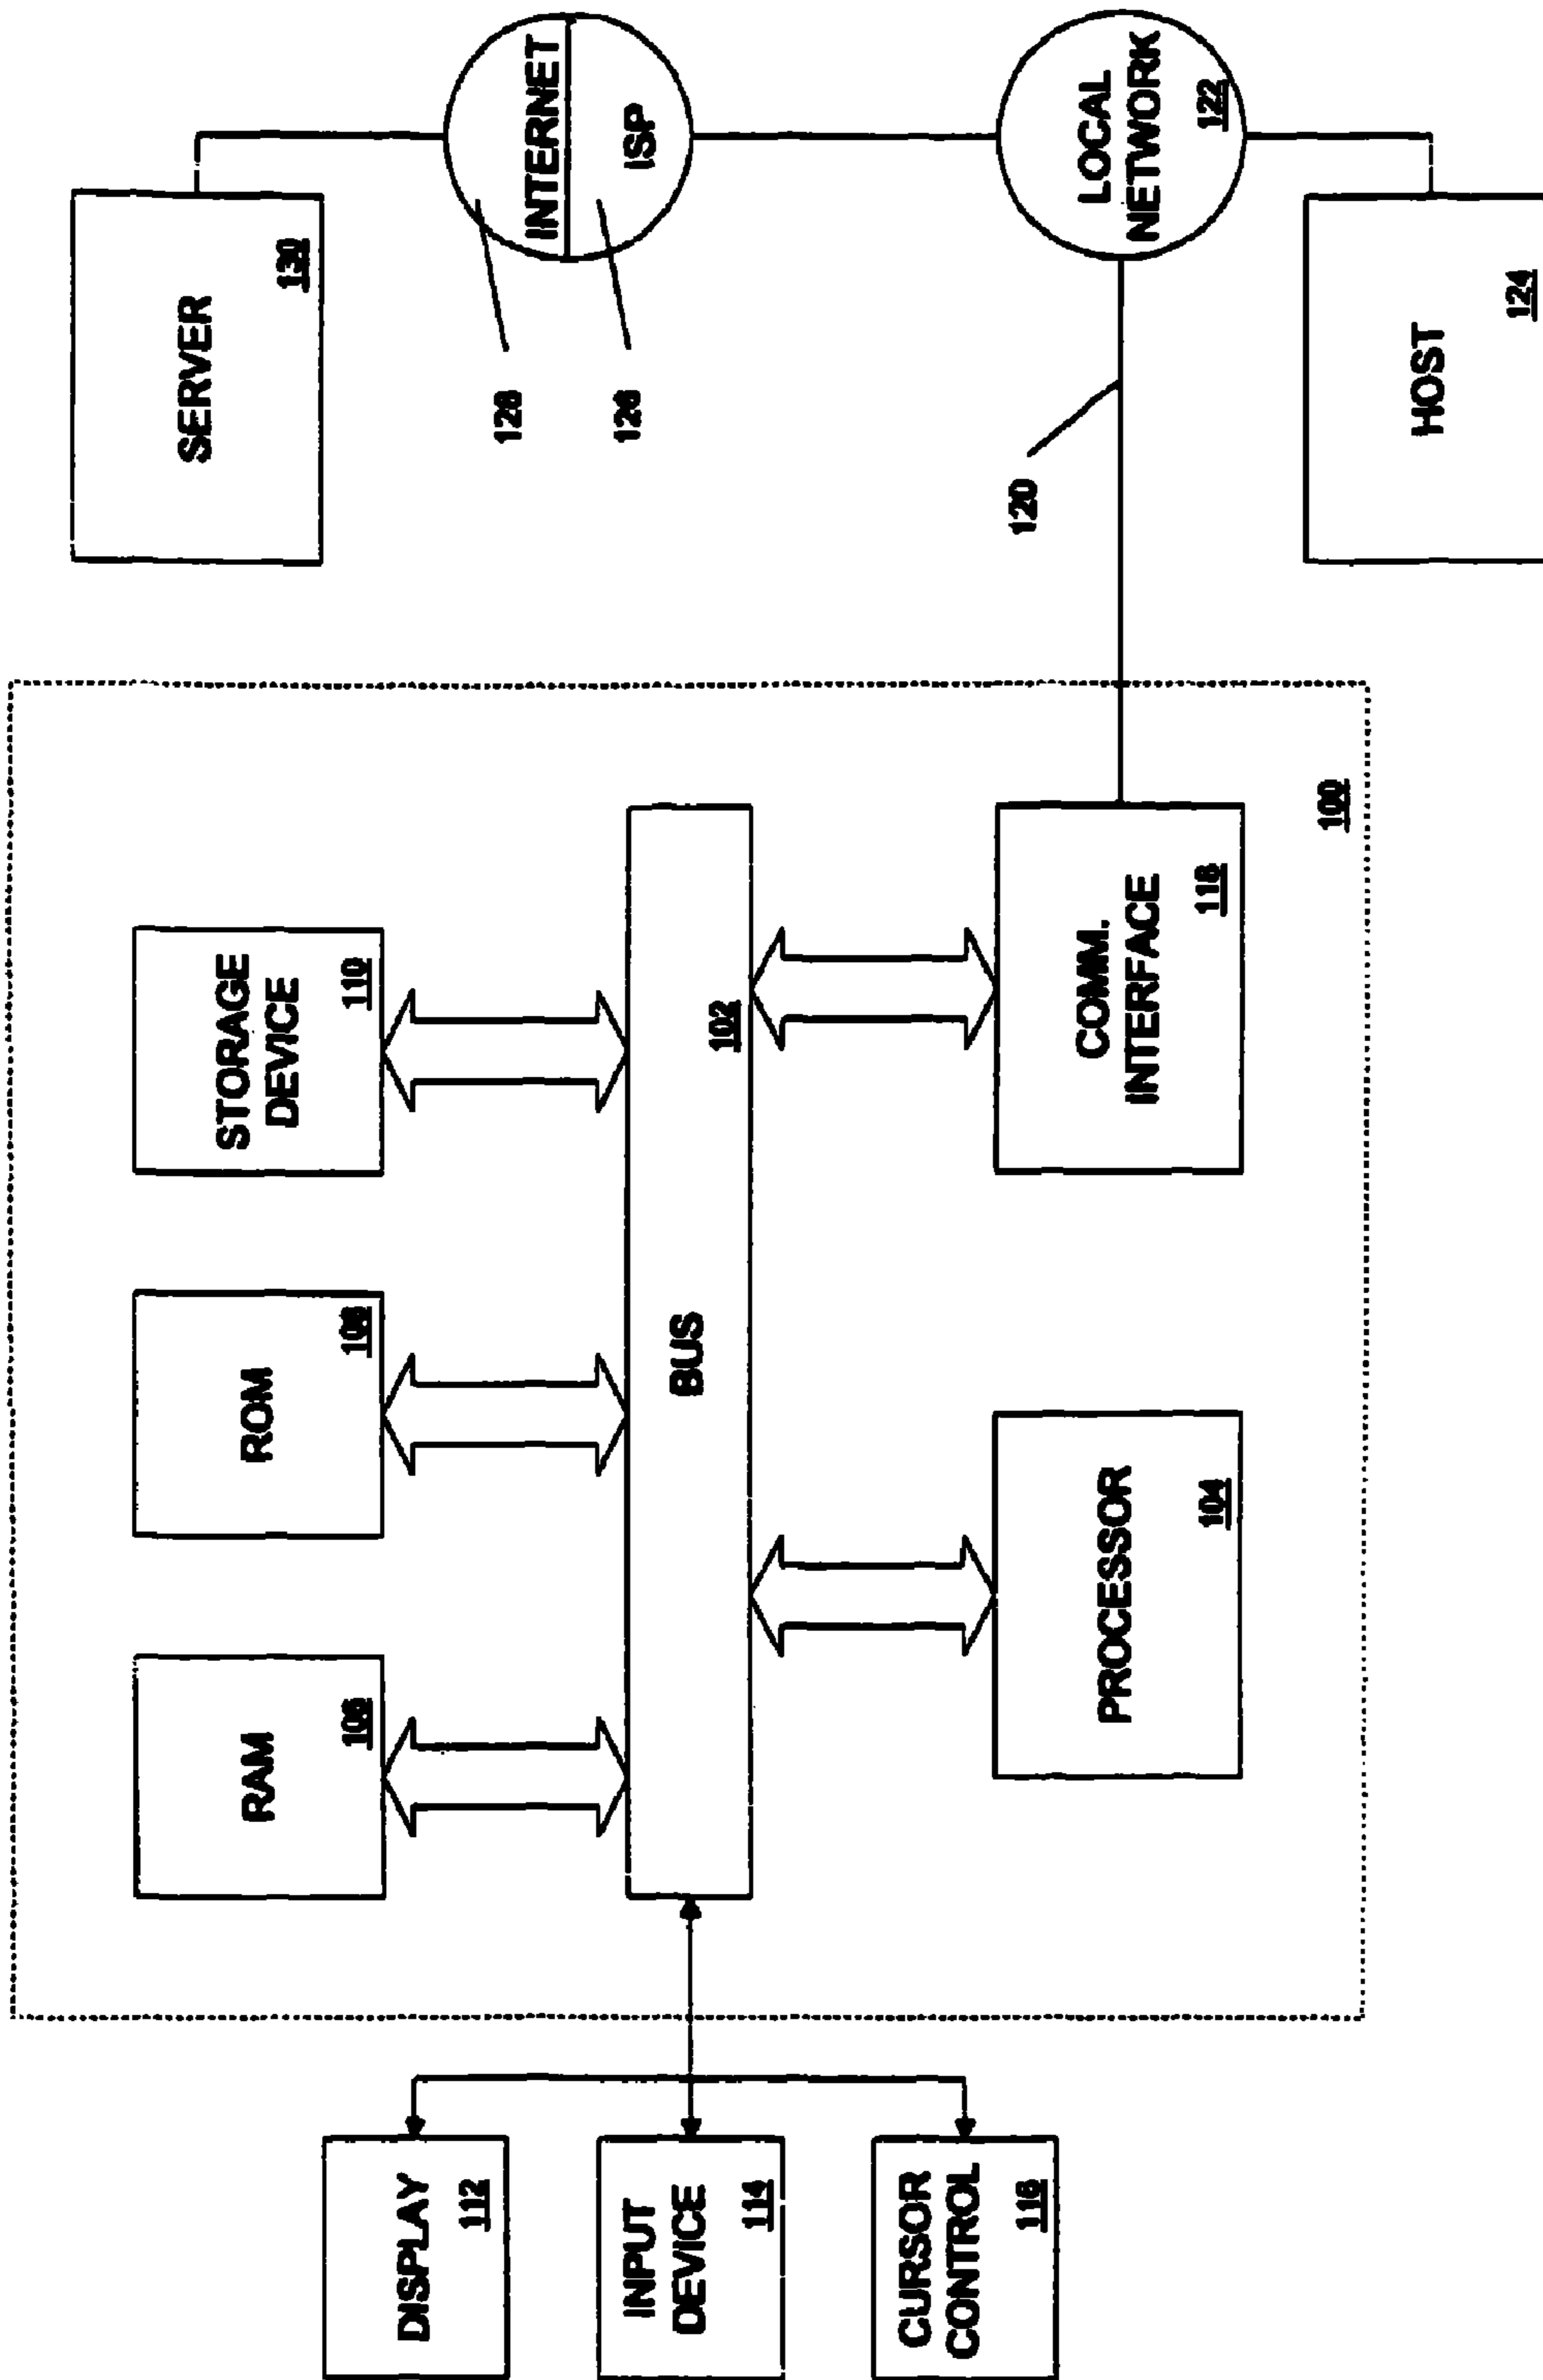 DISPLAY
112
INPUT
DEVICE
114
CURSOR
CONTROL
116
RAM
106
ROM
108
STORAGE
DEVICE
110
BUS
102
PROCESSOR
104
COMM.
INTERFACE
118
100
SERVER
130
128
INTERNET
126
ISP
120
LOCAL
NETWORK
122
HOST
124